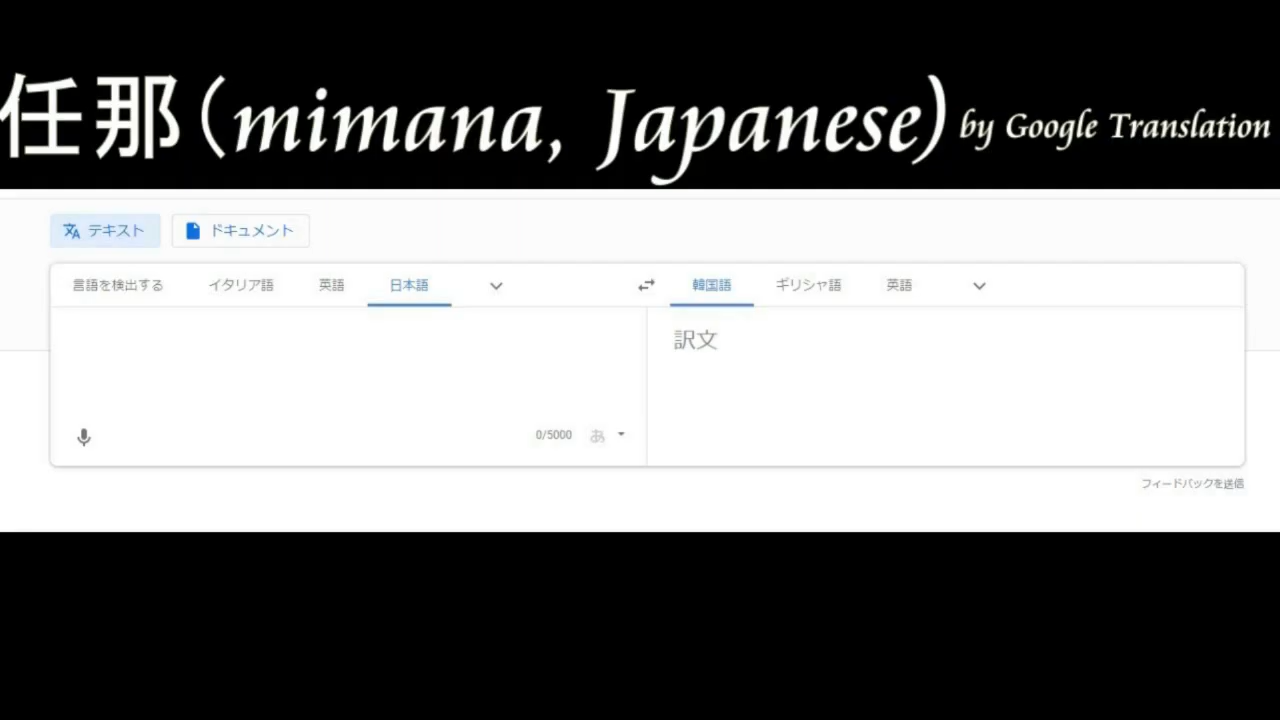 任那(mimana, Japanese) by Google Translation
テキスト ドキュメント
言語を検出する イタリア語 英語 日本語 韓国語 ギリシャ語 英語
訳文
0/5000 あ
フィードバックを送信